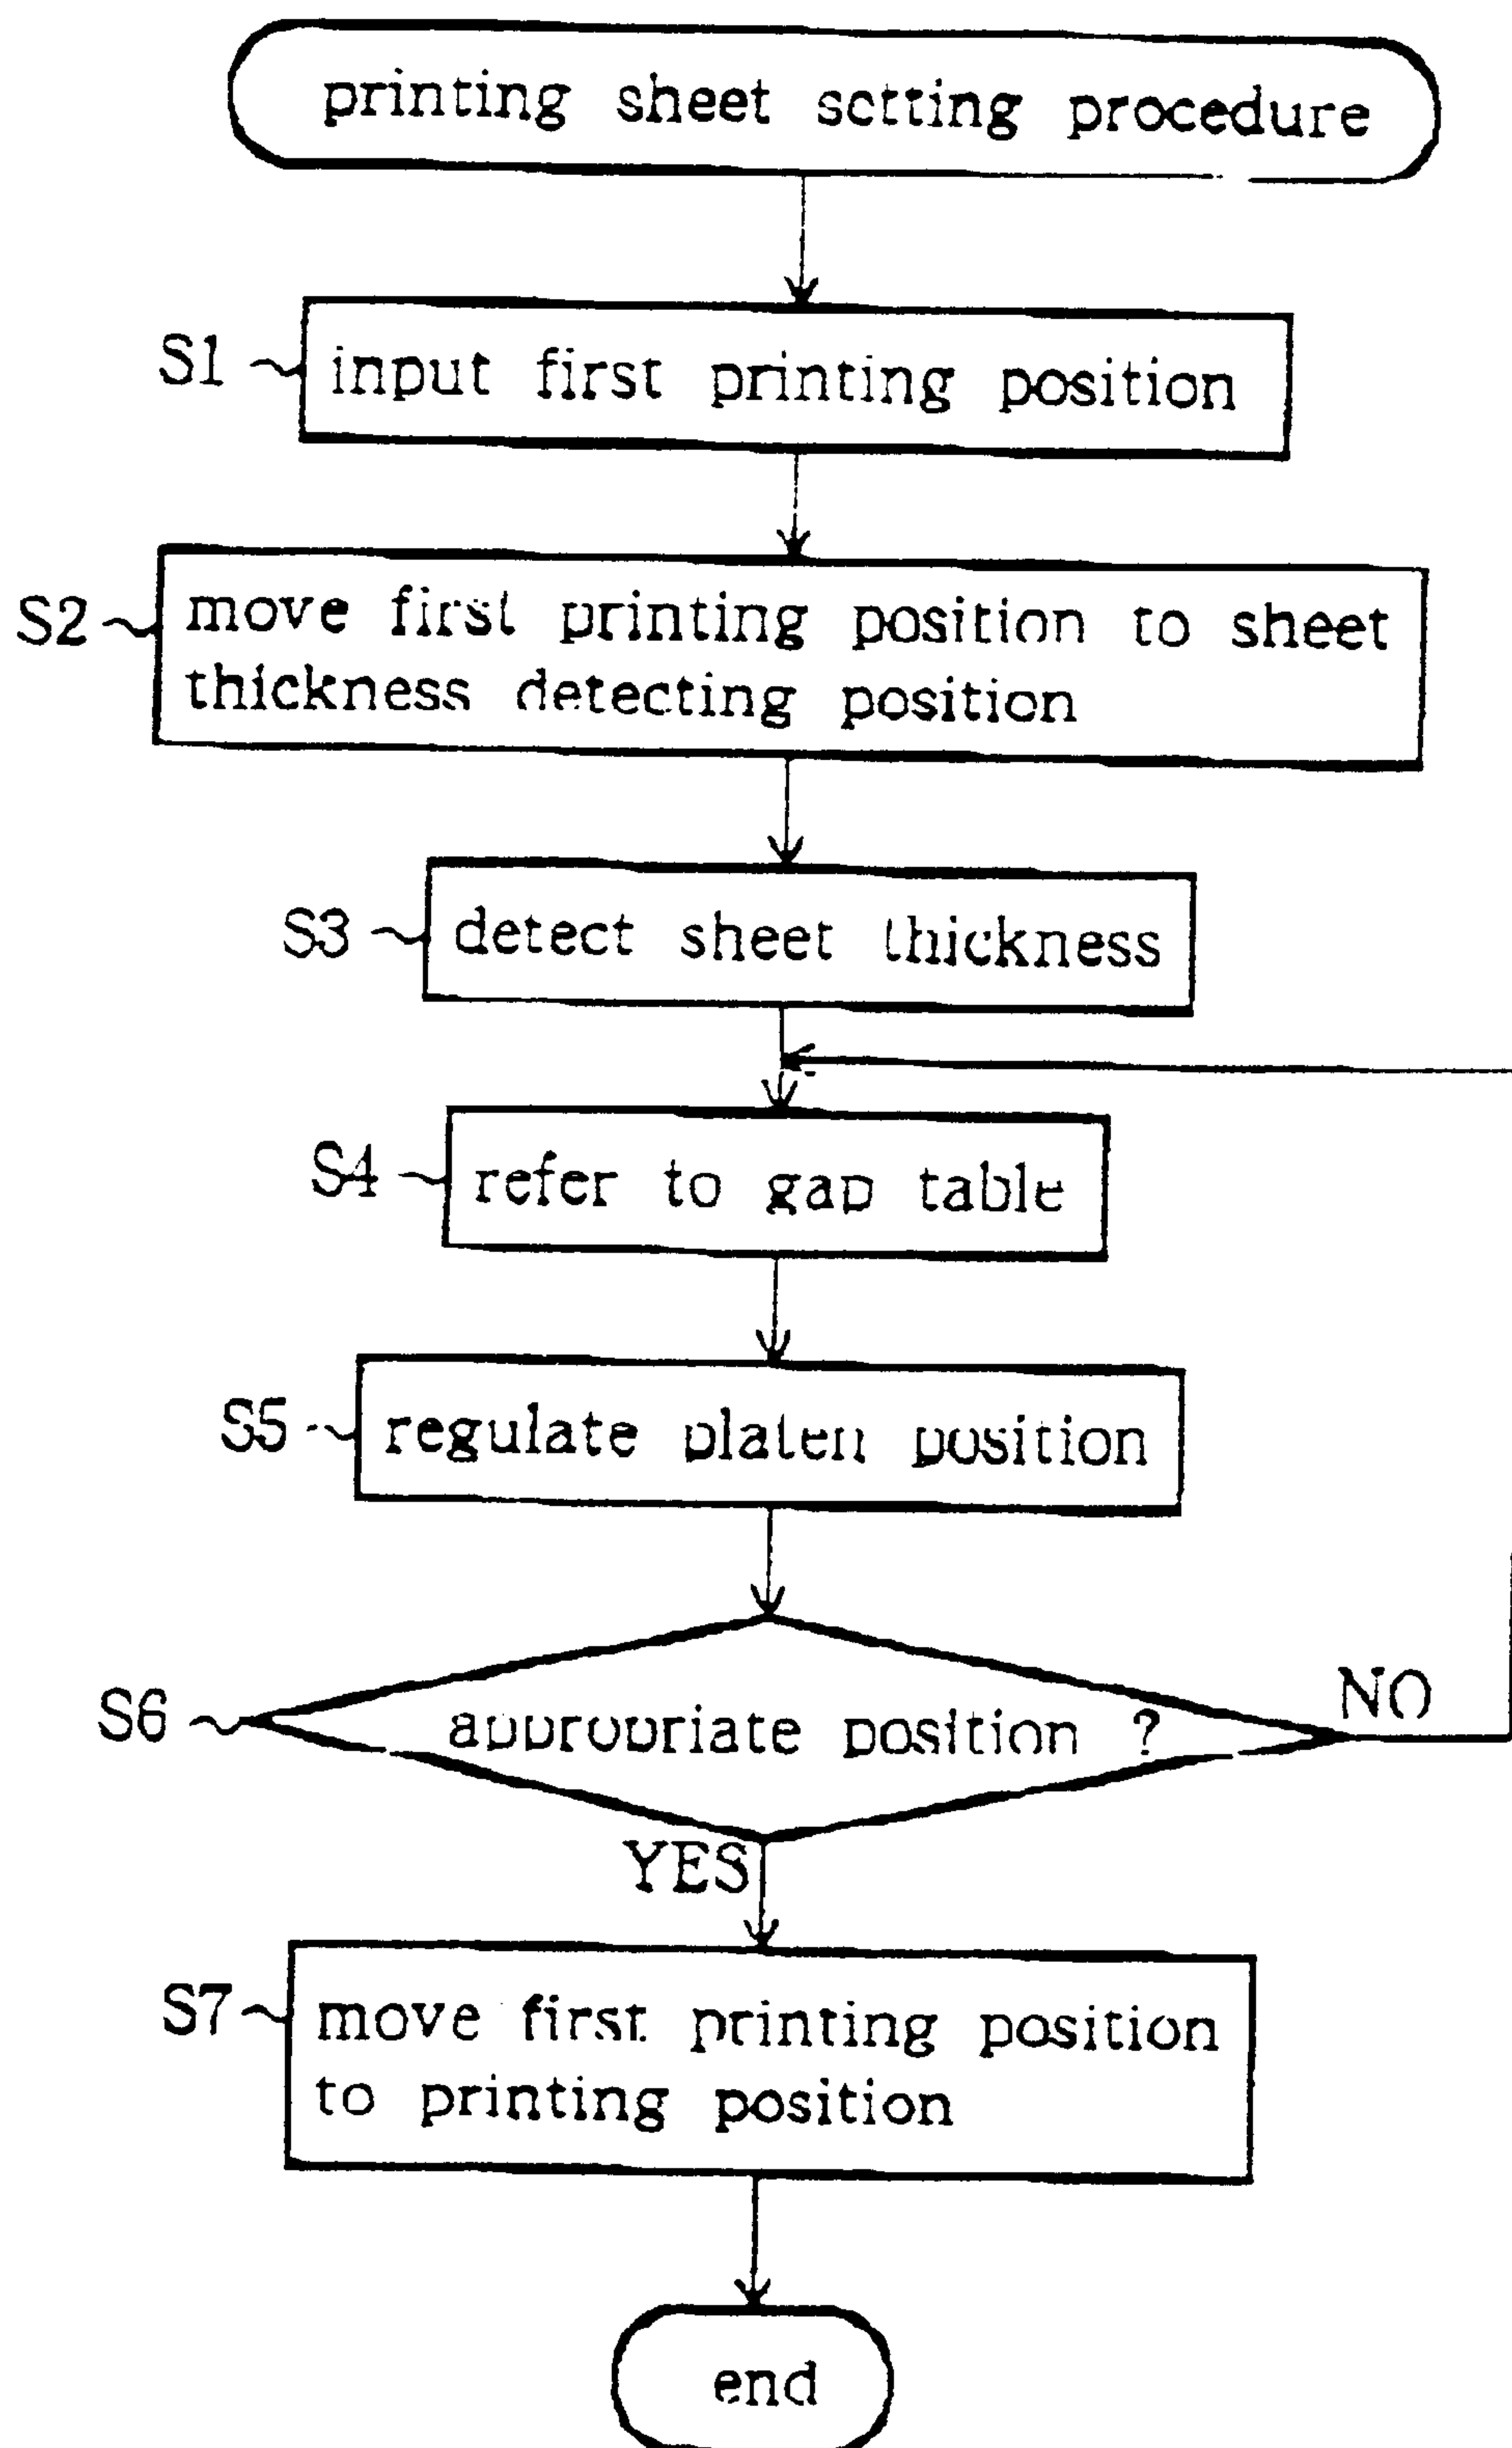 printing sheet setting procedure
S1
input first printing position
S2
move first printing position to sheet
thickness detecting position
S3
detect sheet thickness
S4
refer to gap table
S5
regulate platen position
S6
appropriate position ?
NO
YES
S7
move first printing position
to printing position
end